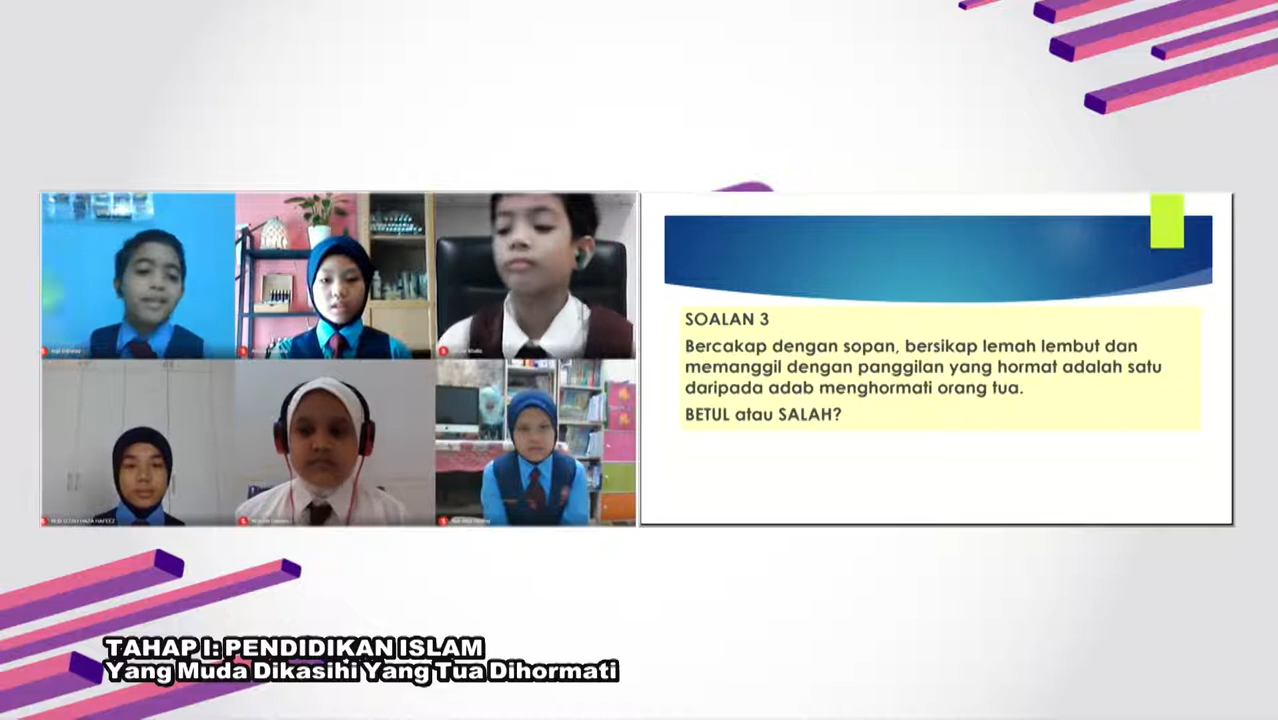 SOALAN 3
Bercakap dengan sopan, bersikap lemah lembut dan
memanggil dengan panggilan yang hormat adalah satu
daripada adab menghormati orang tua.
BETUL atau SALAH?
TAHAP I: PENDIDIKAN ISLAM
Yang Muda Dikasihi Yang Tua Dihormati